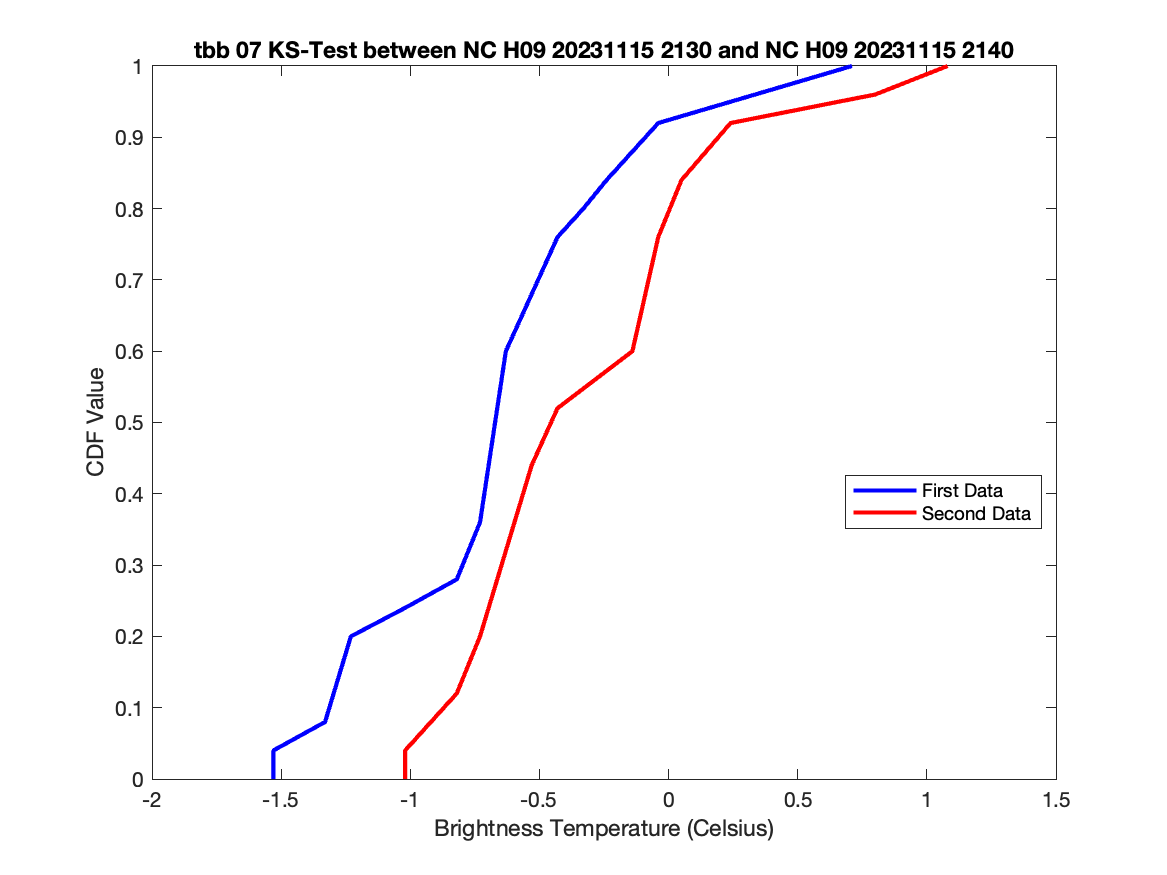 tbb 07 KS-Test between NC H09 20231115 2130 and NC H09 20231115 2140
1
0.9
0.8
0.7
0.6
0.5
0.4
0.3
0.2
0.1
0
CDF Value
First Data
Second Data
-2 -1.5 -1 -0.5 0 0.5 1 1.5
Brightness Temperature (Celsius)